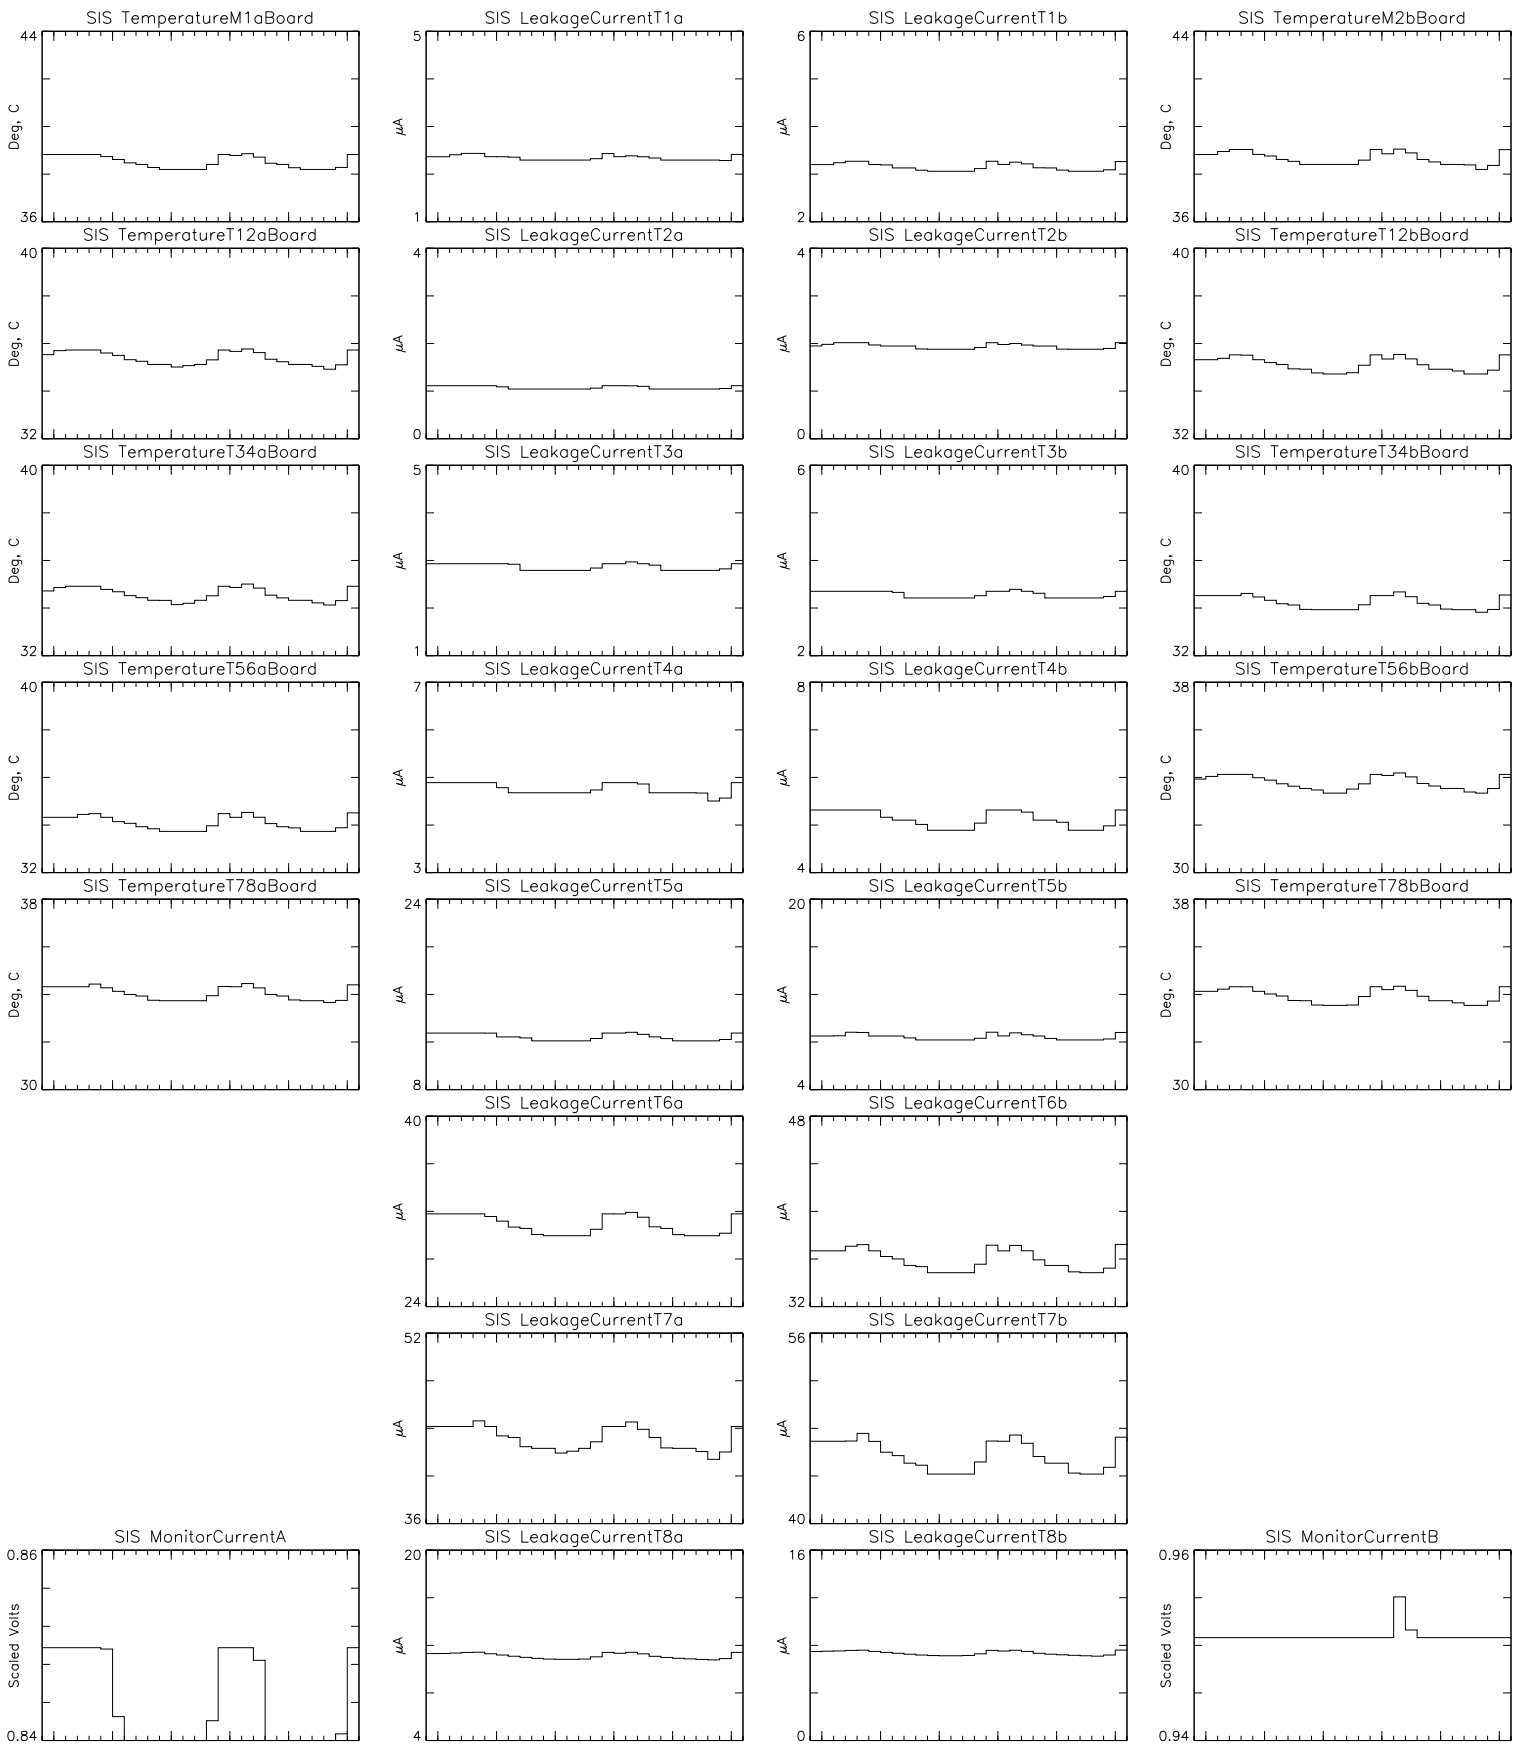 SIS TemperatureM1aBoard
44
Deg, C
36
SIS LeakageCurrentT1a
5
µA
1
SIS LeakageCurrentT1b
6
µA
2
SIS TemperatureM2bBoard
44
Deg, C
36
SIS TemperatureT12aBoard
40
Deg, C
32
SIS LeakageCurrentT2a
4
µA
0
SIS LeakageCurrentT2b
4
µA
0
SIS TemperatureT12bBoard
40
Deg, C
32
SIS TemperatureT34aBoard
40
Deg, C
32
SIS LeakageCurrentT3a
5
µA
1
SIS LeakageCurrentT3b
6
µA
2
SIS TemperatureT34bBoard
40
Deg, C
32
SIS TemperatureT56aBoard
40
Deg, C
32
SIS LeakageCurrentT4a
7
µA
3
SIS LeakageCurrentT4b
8
µA
4
SIS TemperatureT56bBoard
38
Deg, C
30
SIS TemperatureT78aBoard
38
Deg, C
30
SIS LeakageCurrentT5a
24
µA
8
SIS LeakageCurrentT5b
20
µA
4
SIS TemperatureT78bBoard
38
Deg, C
30
SIS LeakageCurrentT6a
40
µA
24
SIS LeakageCurrentT6b
48
µA
32
SIS LeakageCurrentT7a
52
µA
36
SIS LeakageCurrentT7b
56
µA
40
SIS MonitorCurrentA
0.86
Scaled Volts
0.84
SIS LeakageCurrentT8a
20
µA
4
SIS LeakageCurrentT8b
16
µA
0
SIS MonitorCurrentB
0.96
Scaled Volts
0.94